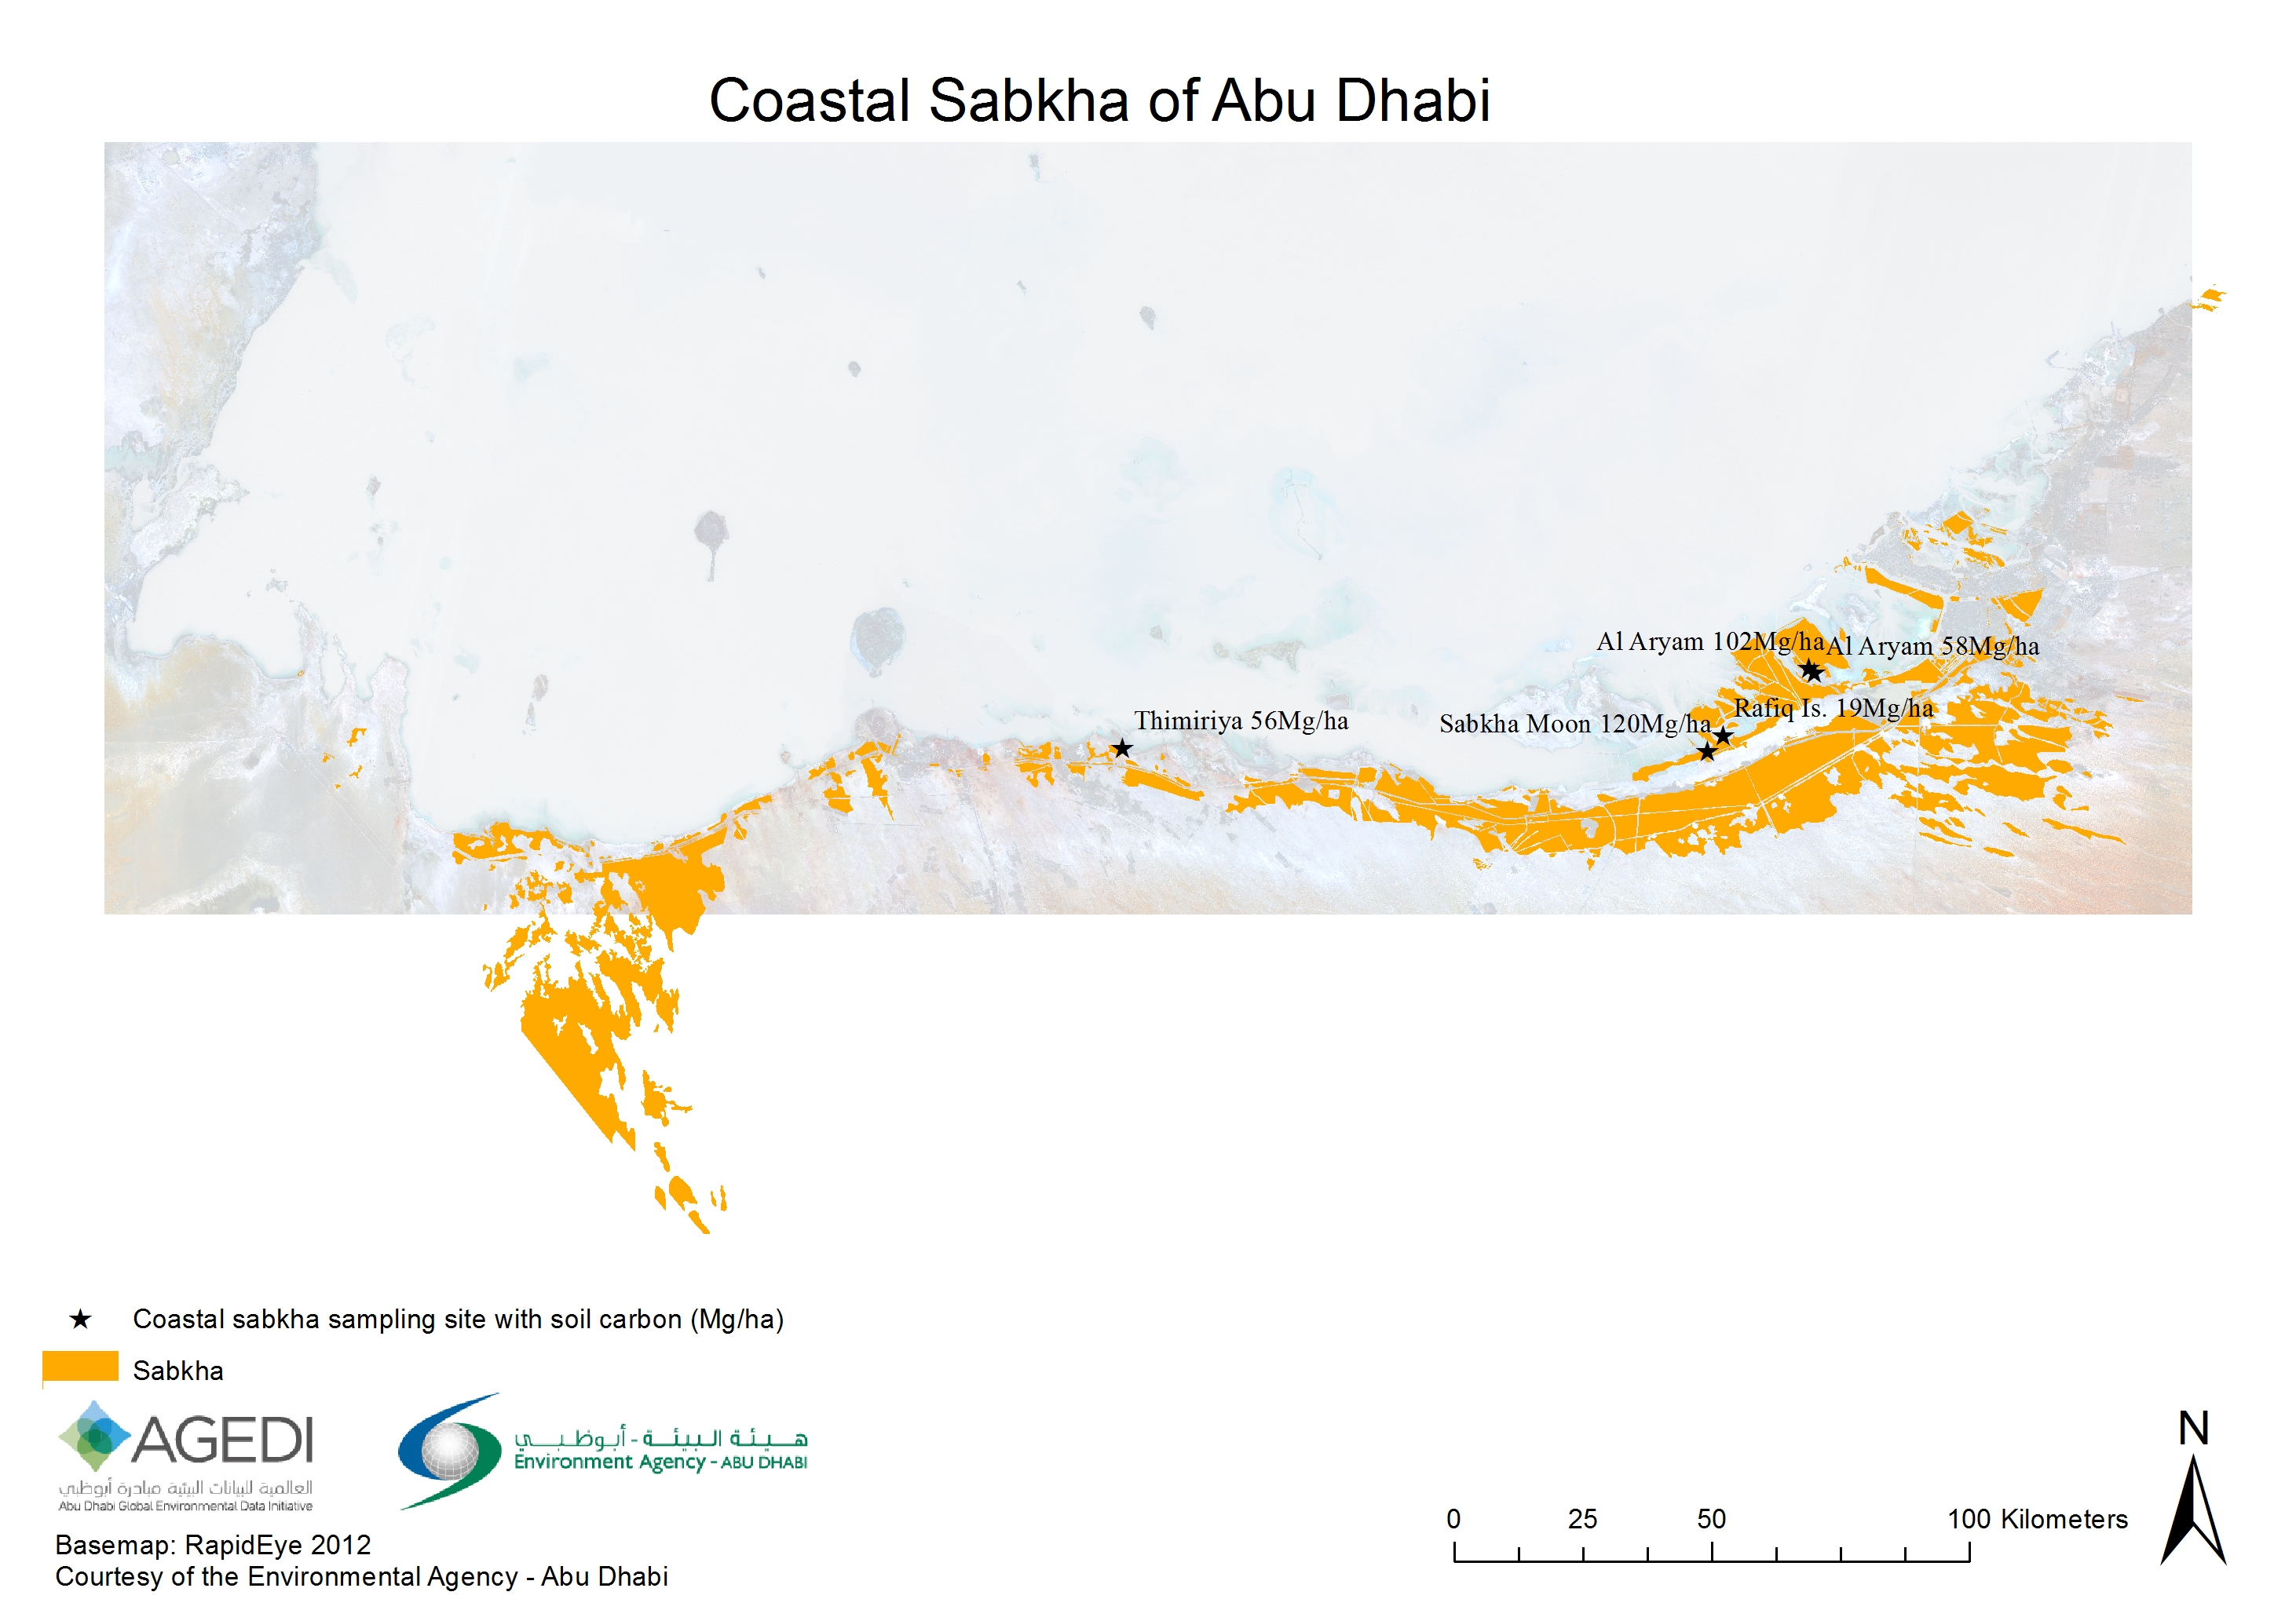 Coastal Sabkha of Abu Dhabi
Al Aryam 102Mg/ha
Al Aryam 58Mg/ha
Rafiq Is. 19Mg/ha
Thimiriya 56Mg/ha
Sabkha Moon 120Mg/ha
Coastal sabkha sampling site with soil carbon (Mg/ha)
Sabkha
AGEDI
العالمية للبيانات البيئية مبادرة أبوظبي
Abu Dhabi Global Environmental Data Initiative
هيئة البيئة - أبوظبي
Environment Agency - ABU DHABI
Basemap: RapidEye 2012
Courtesy of the Environmental Agency - Abu Dhabi
N
0 25 50 100 Kilometers